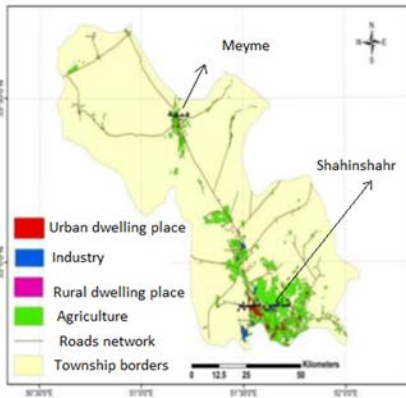 Meyme
N
W E
S
Shahinshahr
Urban dwelling place
Industry
Rural dwelling place
Agriculture
Roads network
Township borders
Kilometers
0 12.5 25 50